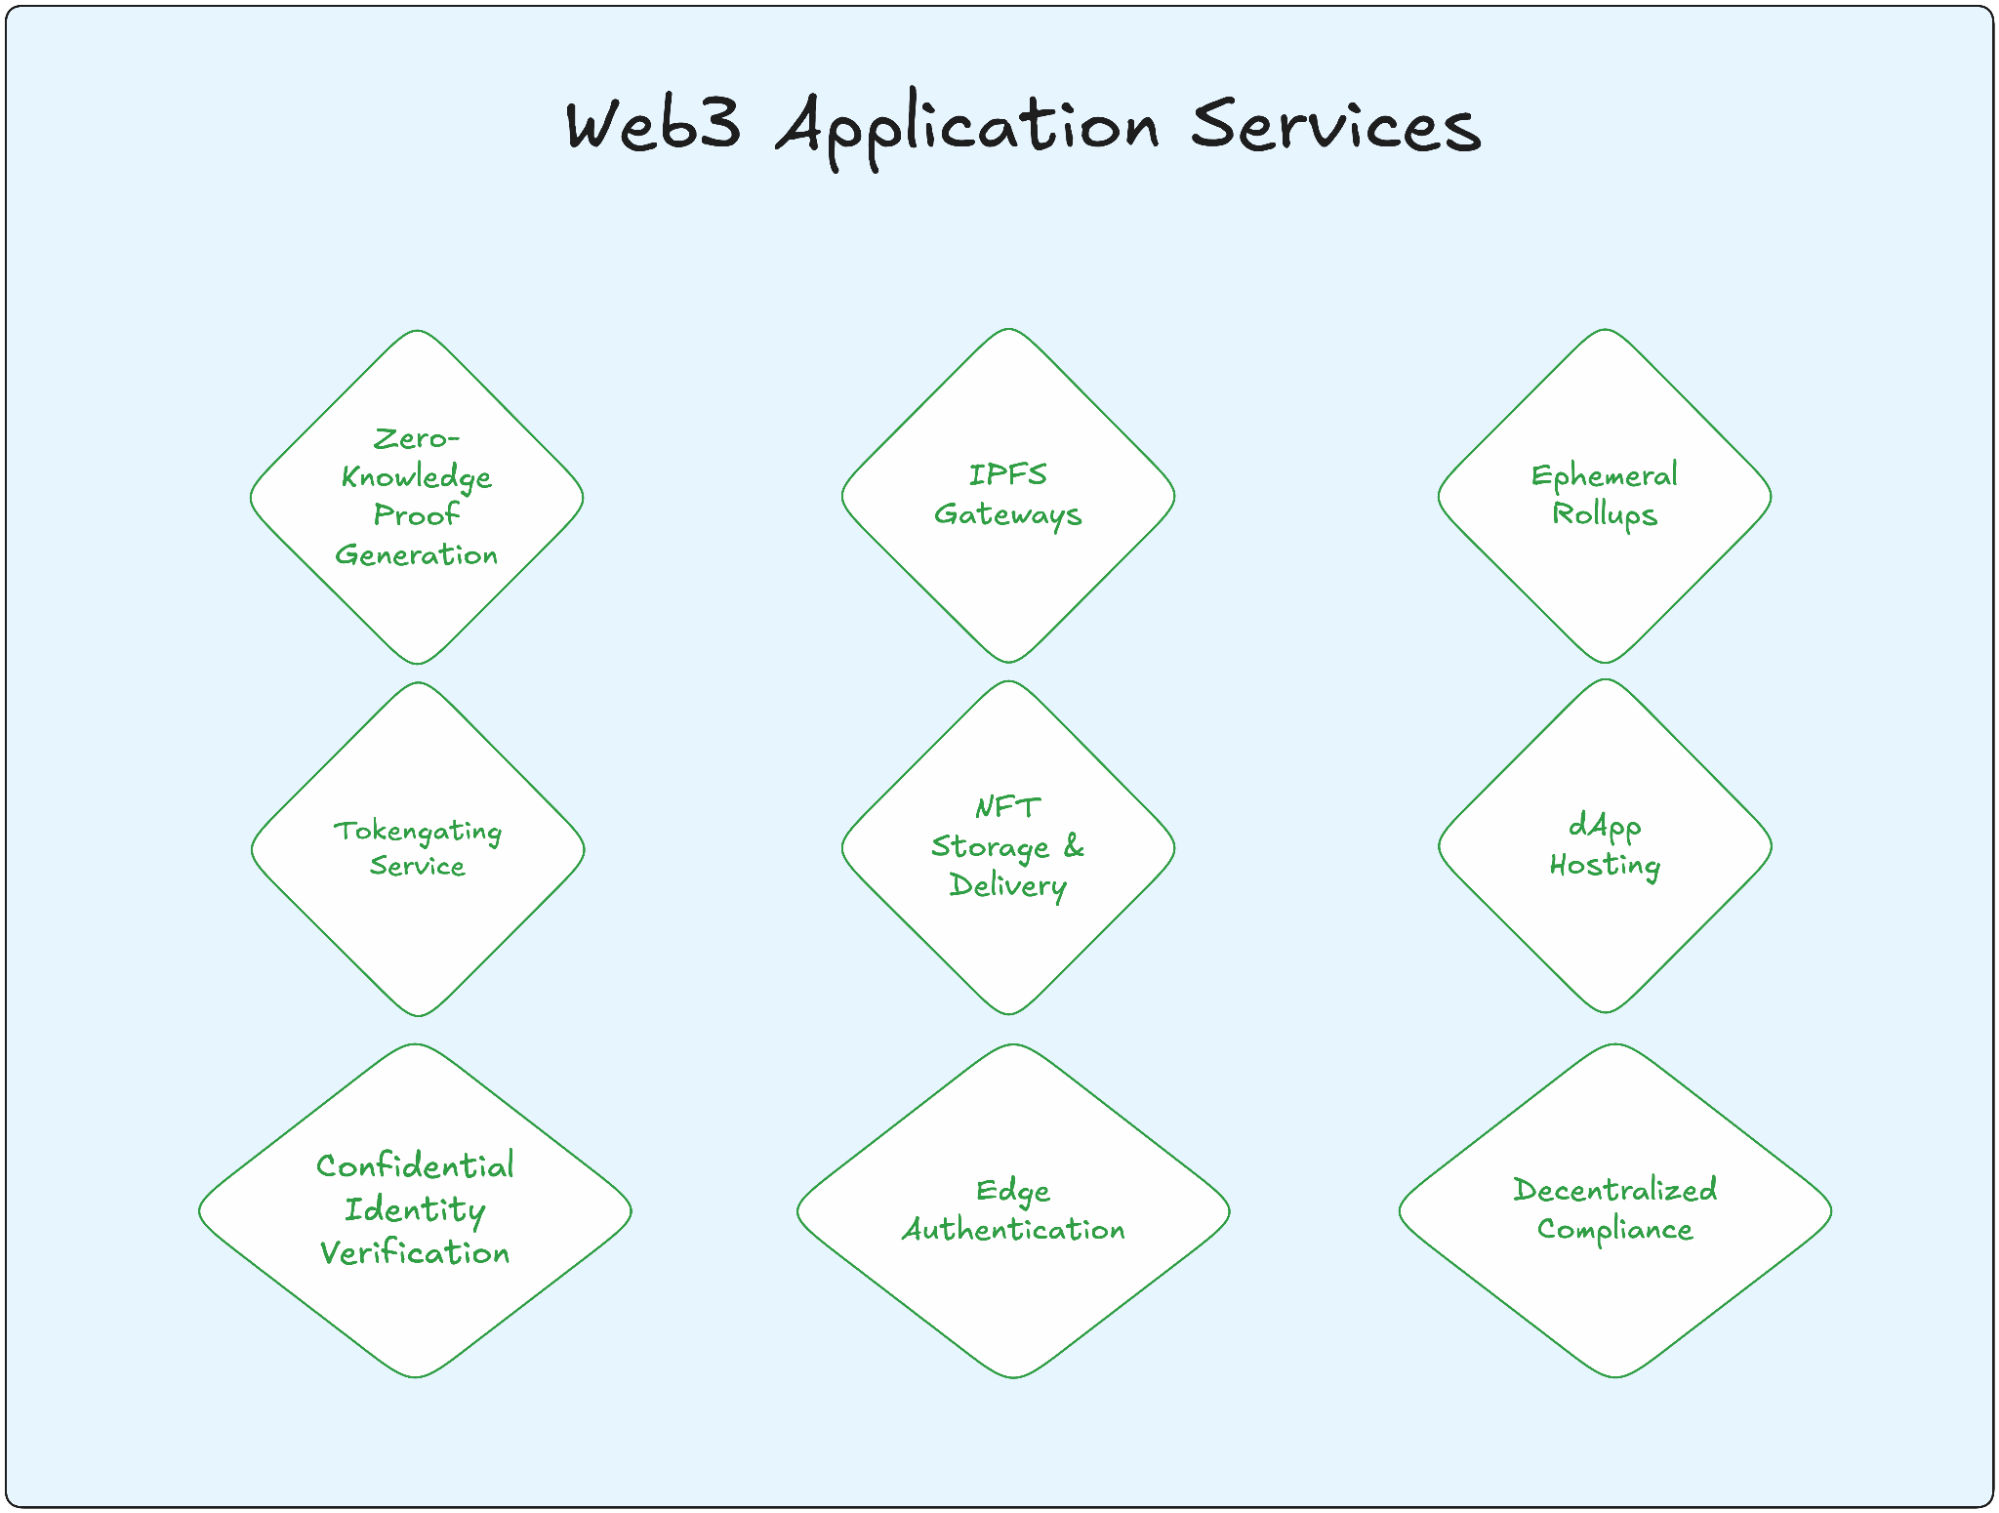 Web3 Application Services
Zero-
Knowledge
Proof
Generation
IPFS
Gateways
Ephemeral
Rollups
Tokengating
Service
NFT
Storage &
Delivery
dApp
Hosting
Confidential
Identity
Verification
Edge
Authentication
Decentralized
Compliance